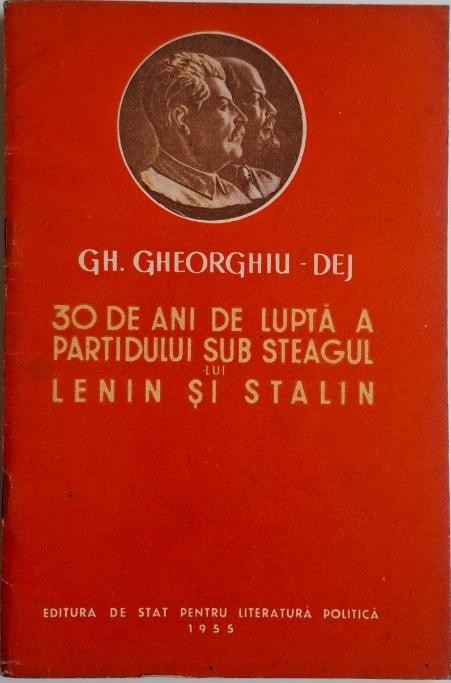 GH. GHEORGHIU - DEJ
30 DE ANI DE LUPTĂ A
PARTIDULUI SUB STEAGUL
LUI
LENIN ȘI STALIN
EDITURA DE STAT PENTRU LITERATURĂ POLITICĂ
1955